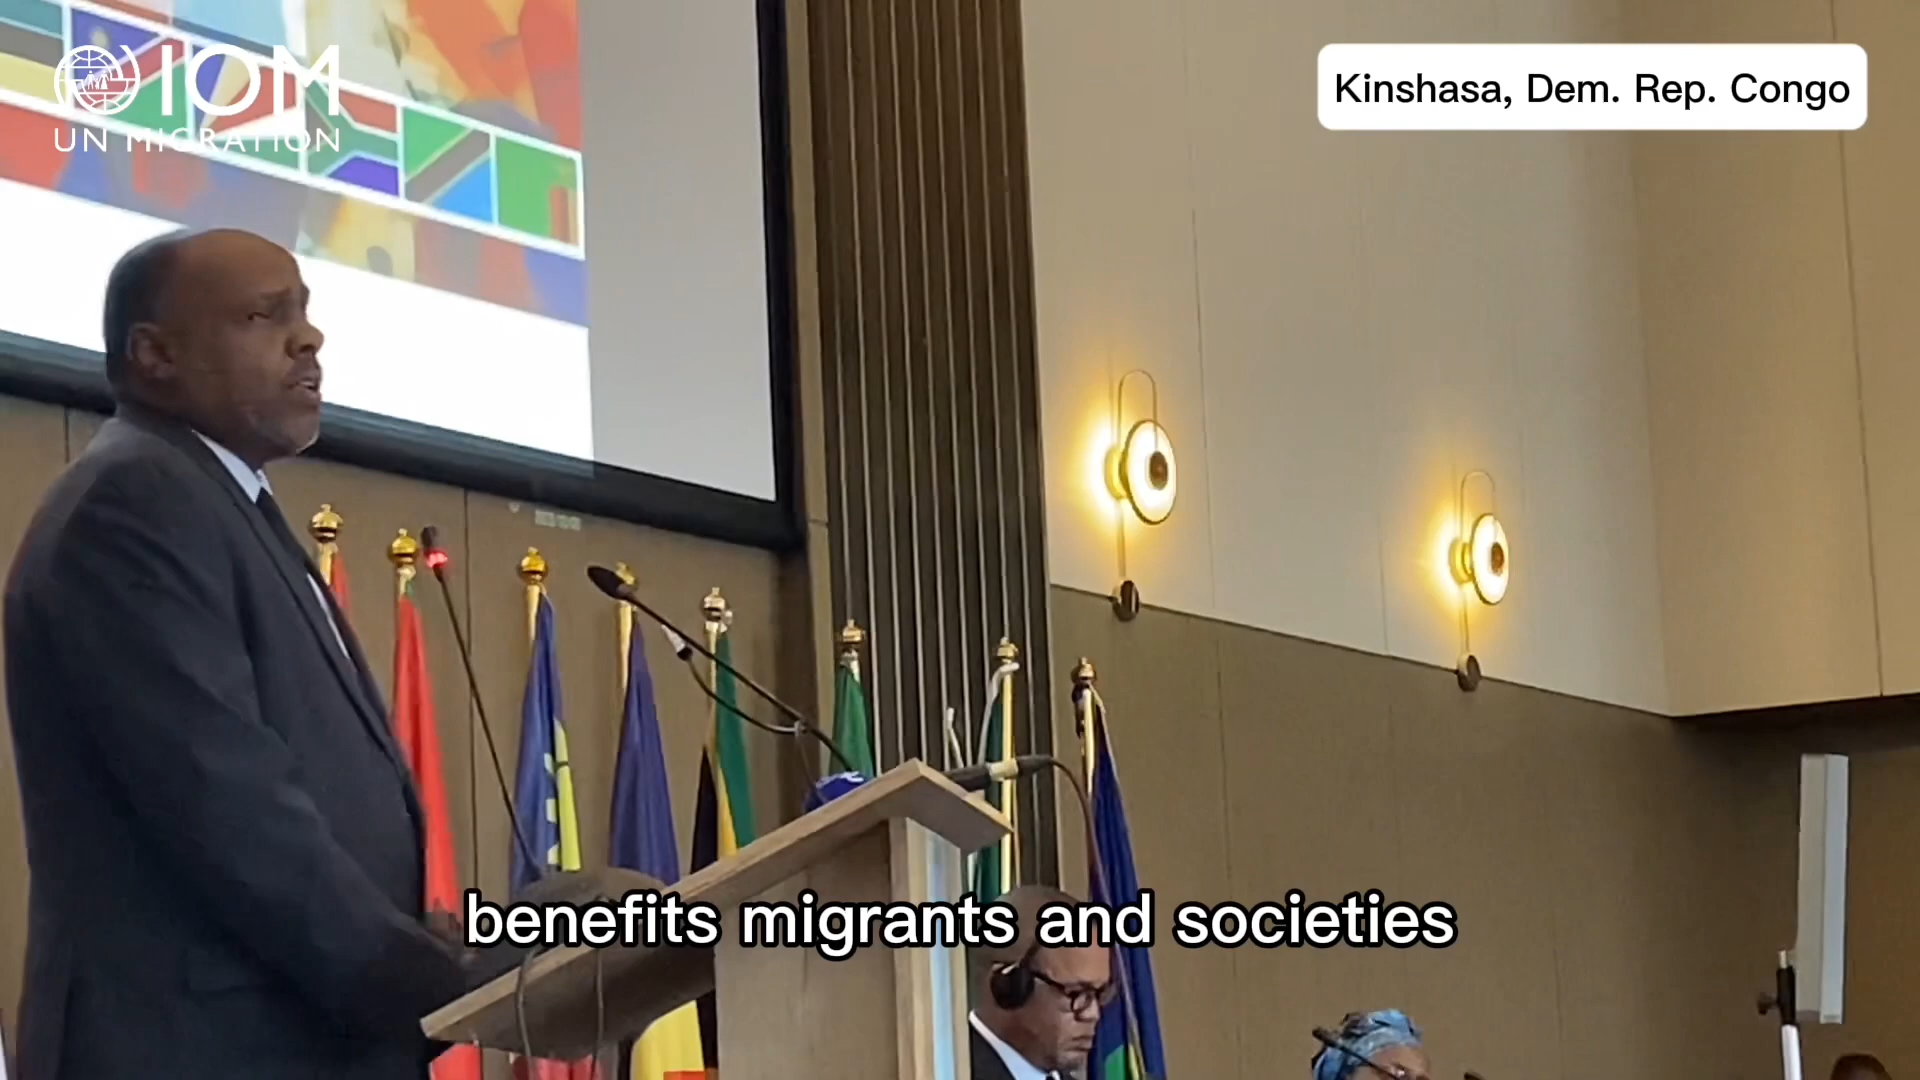 IOM
UN MIGRATION
Kinshasa, Dem. Rep. Congo
benefits migrants and societies